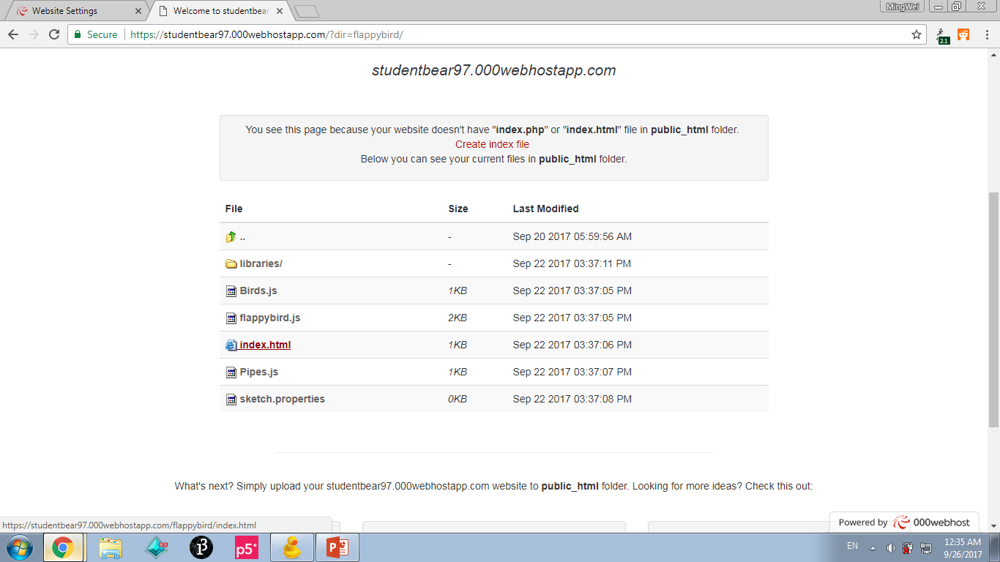 Website Settings
Welcome to studentbear
MingWei
Secure https://studentbear97.000webhostapp.com/?dir=flappybird/
2.1
studentbear97.000webhostapp.com
You see this page because your website doesn't have "index.php" or "index.html" file in public_html folder.
Create index file
Below you can see your current files in public_html folder.
File Size Last Modified
.. - Sep 20 2017 05:59:56 AM
libraries/ - Sep 22 2017 03:37:11 PM
Birds.js 1KB Sep 22 2017 03:37:05 PM
flappybird.js 2KB Sep 22 2017 03:37:05 PM
index.html 1KB Sep 22 2017 03:37:06 PM
Pipes.js 1KB Sep 22 2017 03:37:07 PM
sketch.properties 0KB Sep 22 2017 03:37:08 PM
What's next? Simply upload your studentbear97.000webhostapp.com website to public_html folder. Looking for more ideas? Check this out:
https://studentbear97.000webhostapp.com/flappybird/index.html
Powered by 000webhost
p5*
EN
12:35 AM
9/26/2017